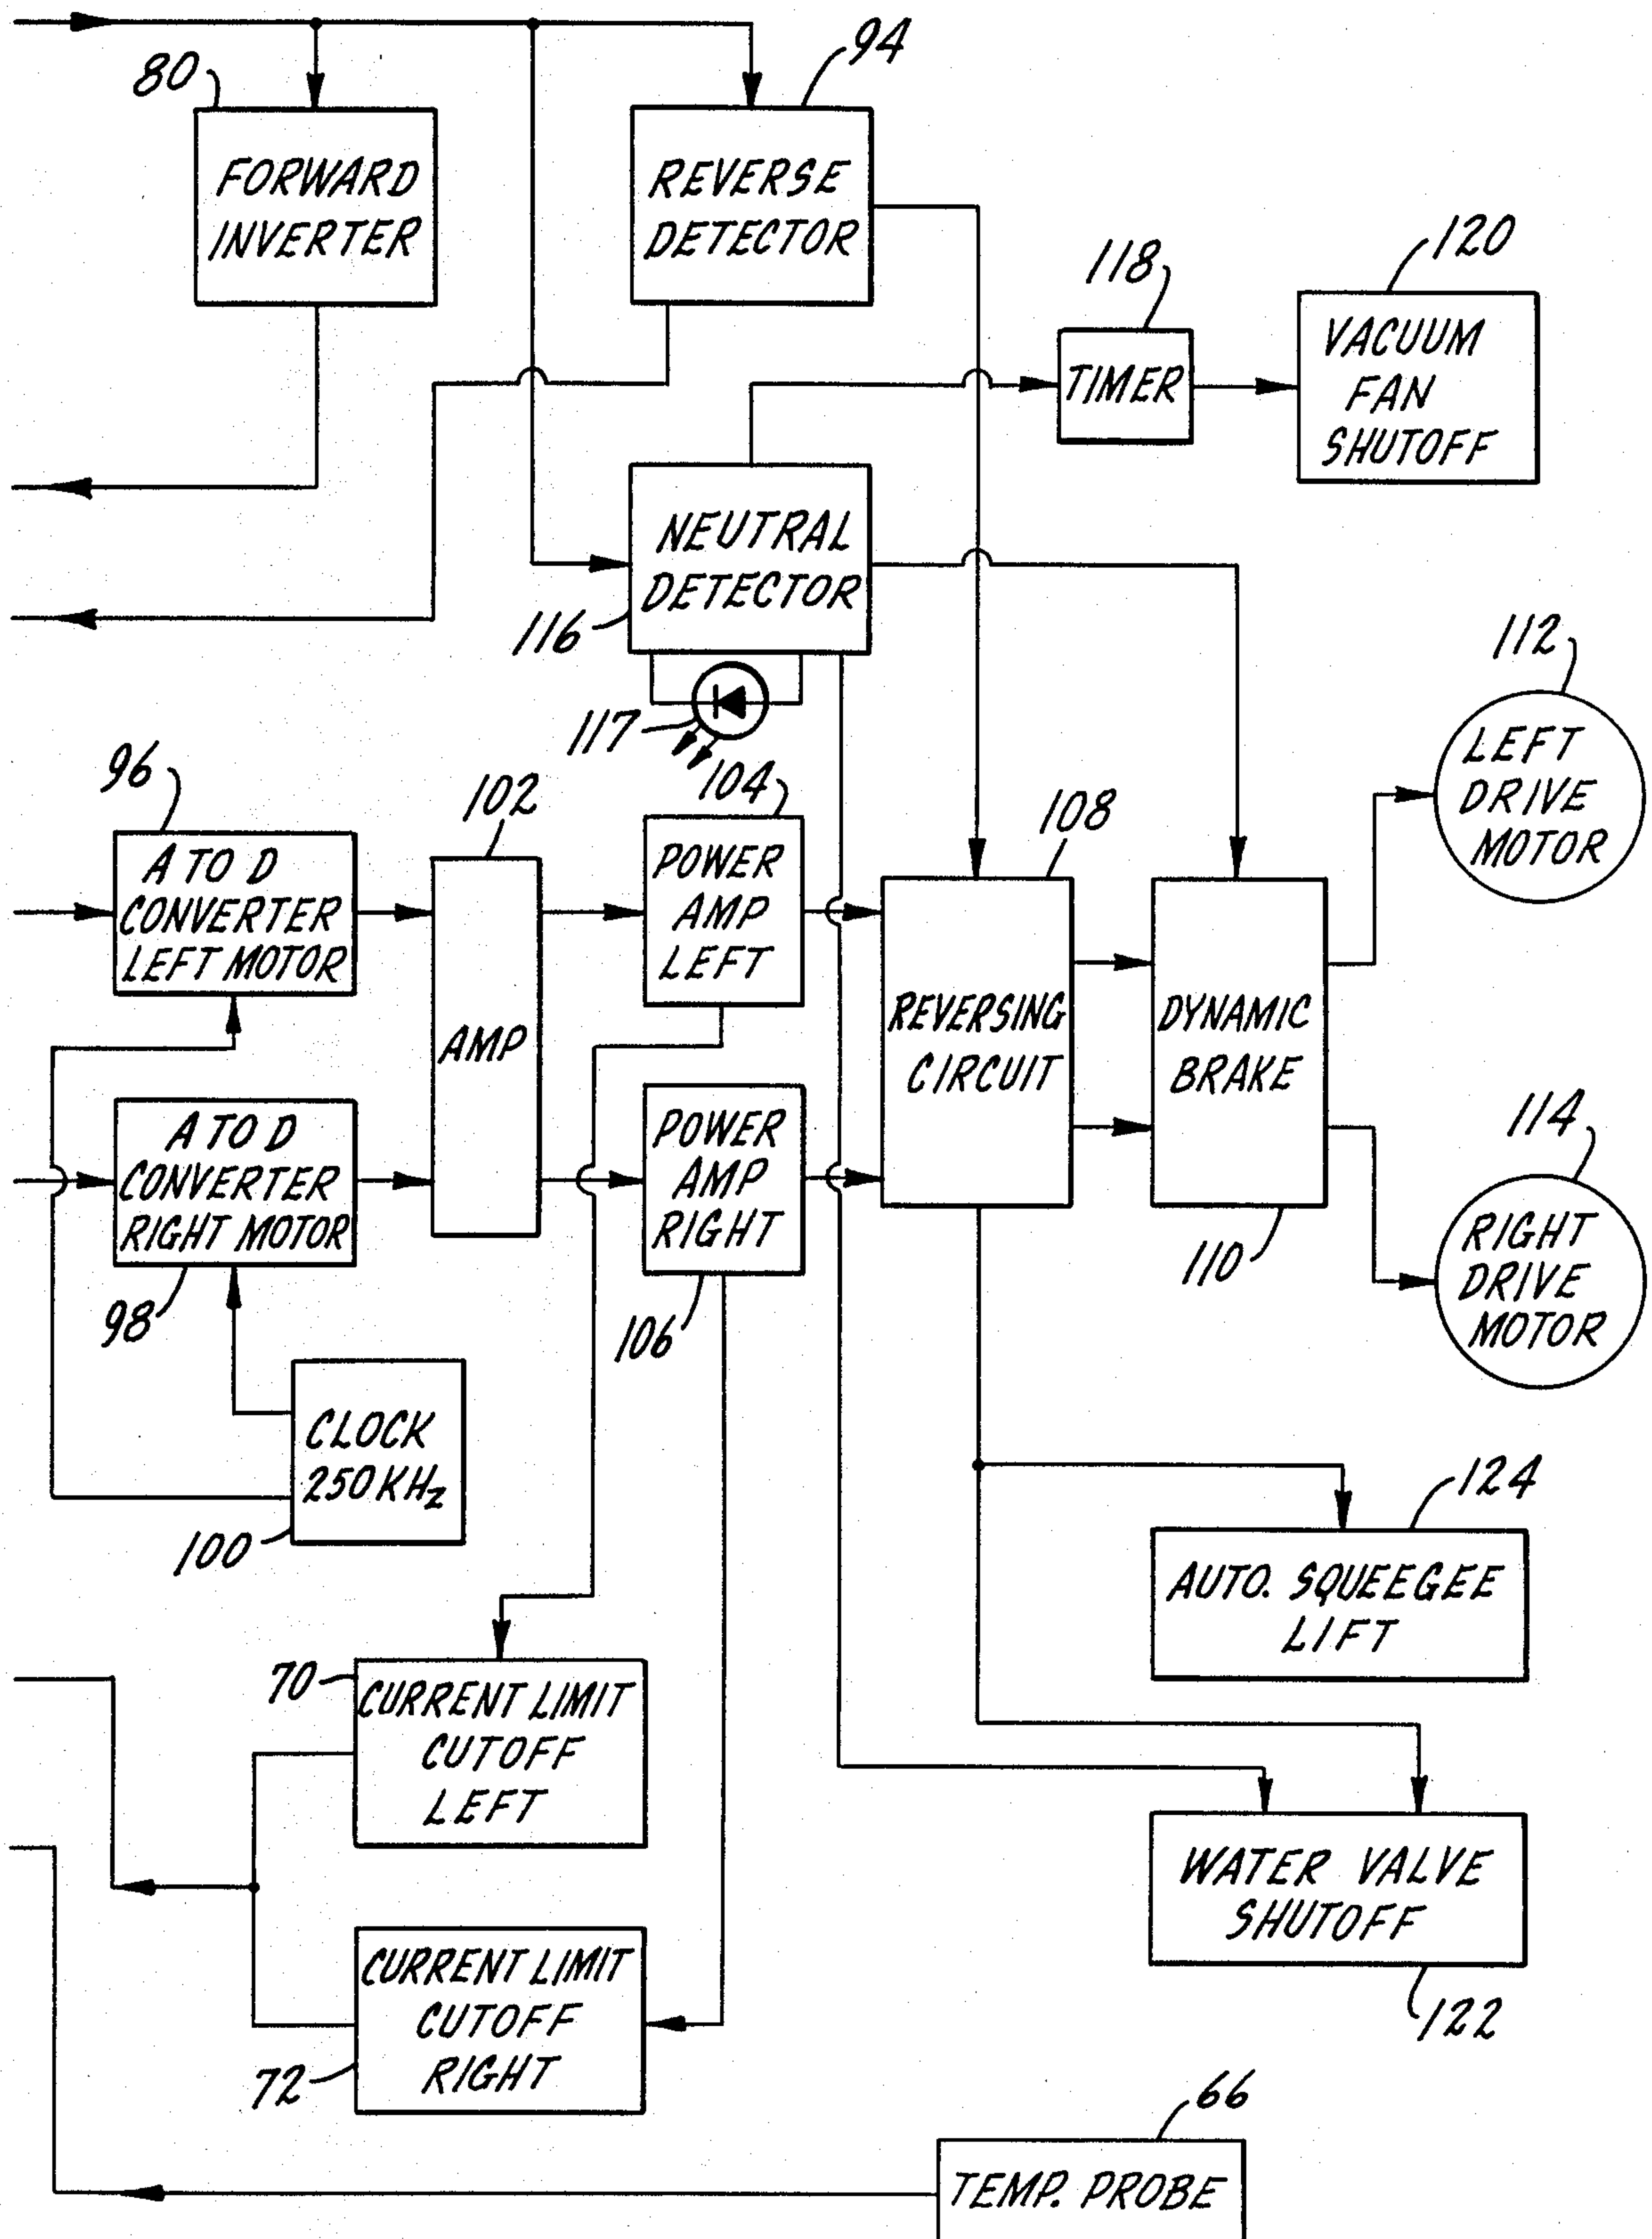 80
94
FORWARD
INVERTER
REVERSE
DETECTOR
118
120
TIMER
VACUUM
FAN
SHUTOFF
NEUTRAL
DETECTOR
116
117
112
LEFT
DRIVE
MOTOR
96
102
104
108
A TO D
CONVERTER
LEFT MOTOR
POWER
AMP
LEFT
AMP
REVERSING
CIRCUIT
DYNAMIC
BRAKE
110
114
RIGHT
DRIVE
MOTOR
A TO D
CONVERTER
RIGHT MOTOR
98
POWER
AMP
RIGHT
106
CLOCK
250KHz
100
124
AUTO. SQUEEGEE
LIFT
70
CURRENT LIMIT
CUTOFF
LEFT
WATER VALVE
SHUTOFF
122
CURRENT LIMIT
CUTOFF
RIGHT
72
66
TEMP. PROBE